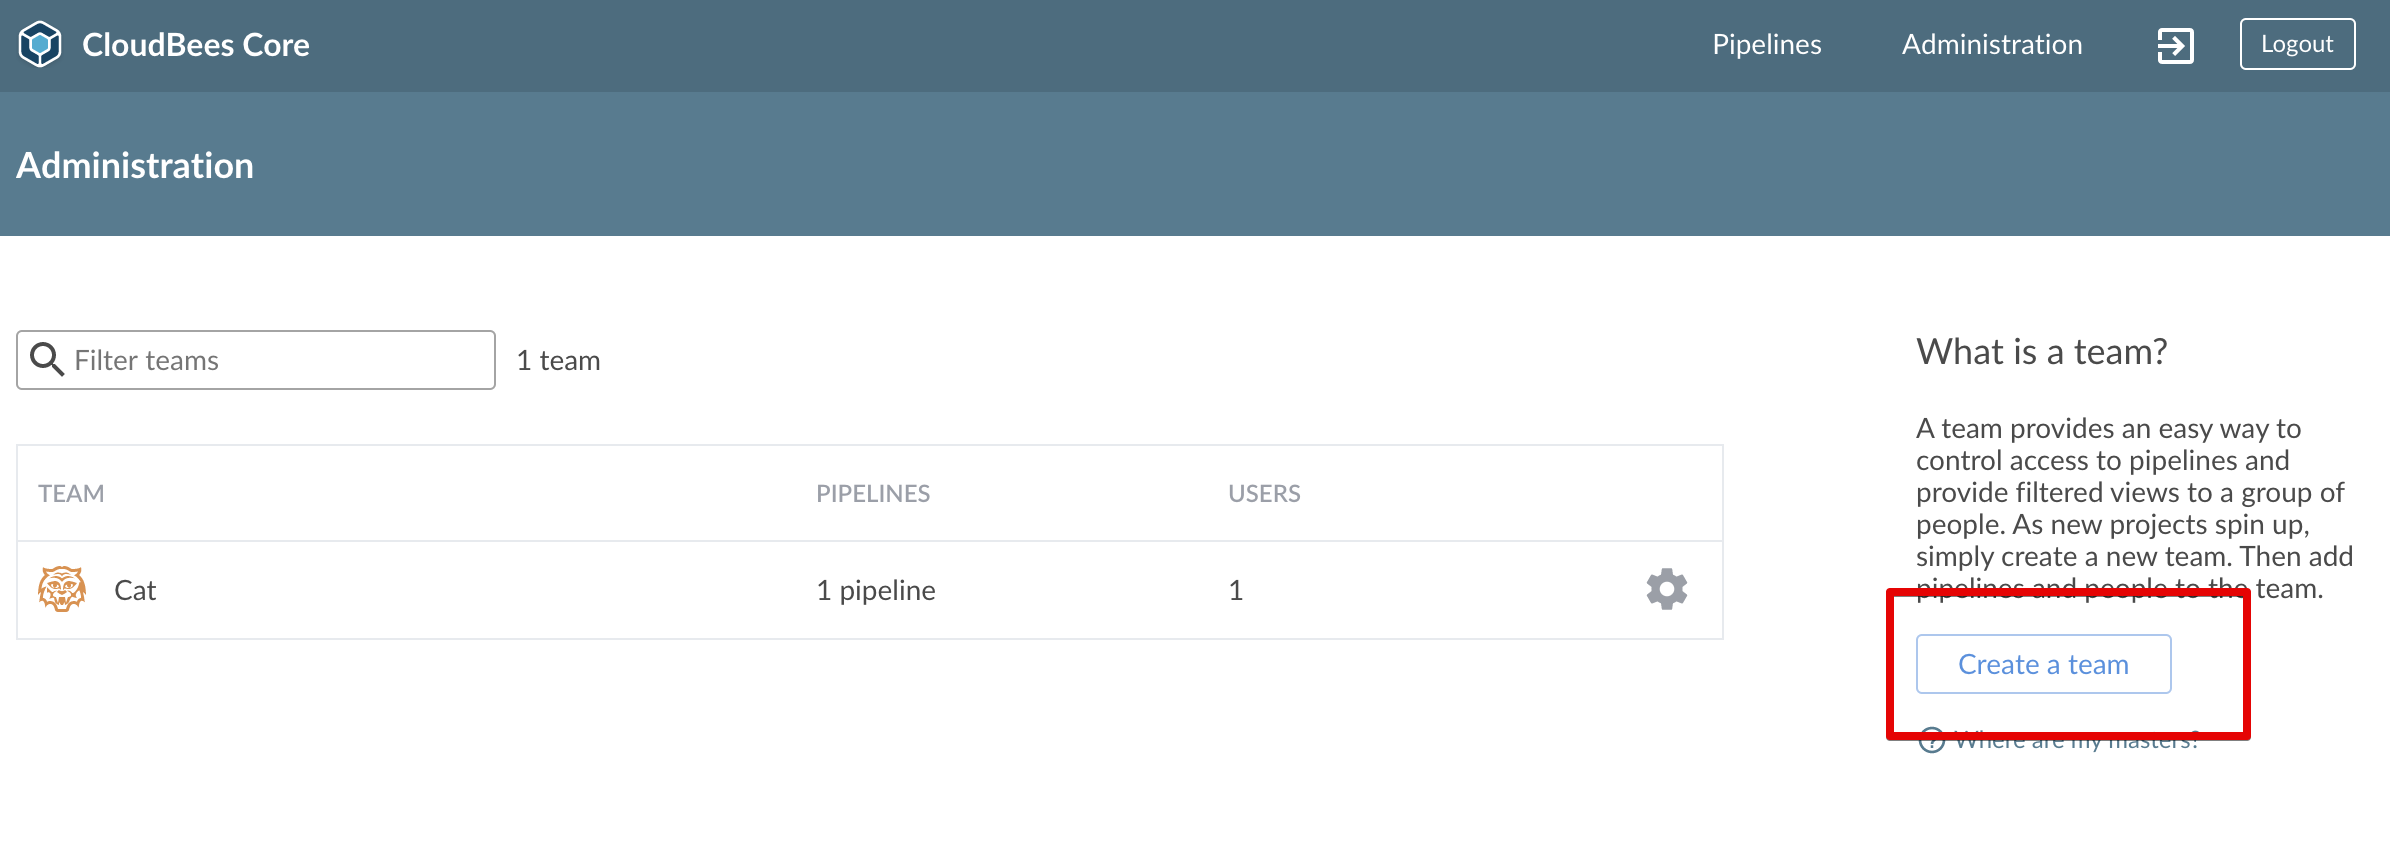 CloudBees Core
Pipelines
Administration
Logout
Administration
Filter teams
1 team
TEAM
PIPELINES
USERS
Cat
1 pipeline
1
What is a team?
A team provides an easy way to
control access to pipelines and
provide filtered views to a group of
people. As new projects spin up,
simply create a new team. Then add
pipelines and people to the team.
Create a team
Where are my masters?